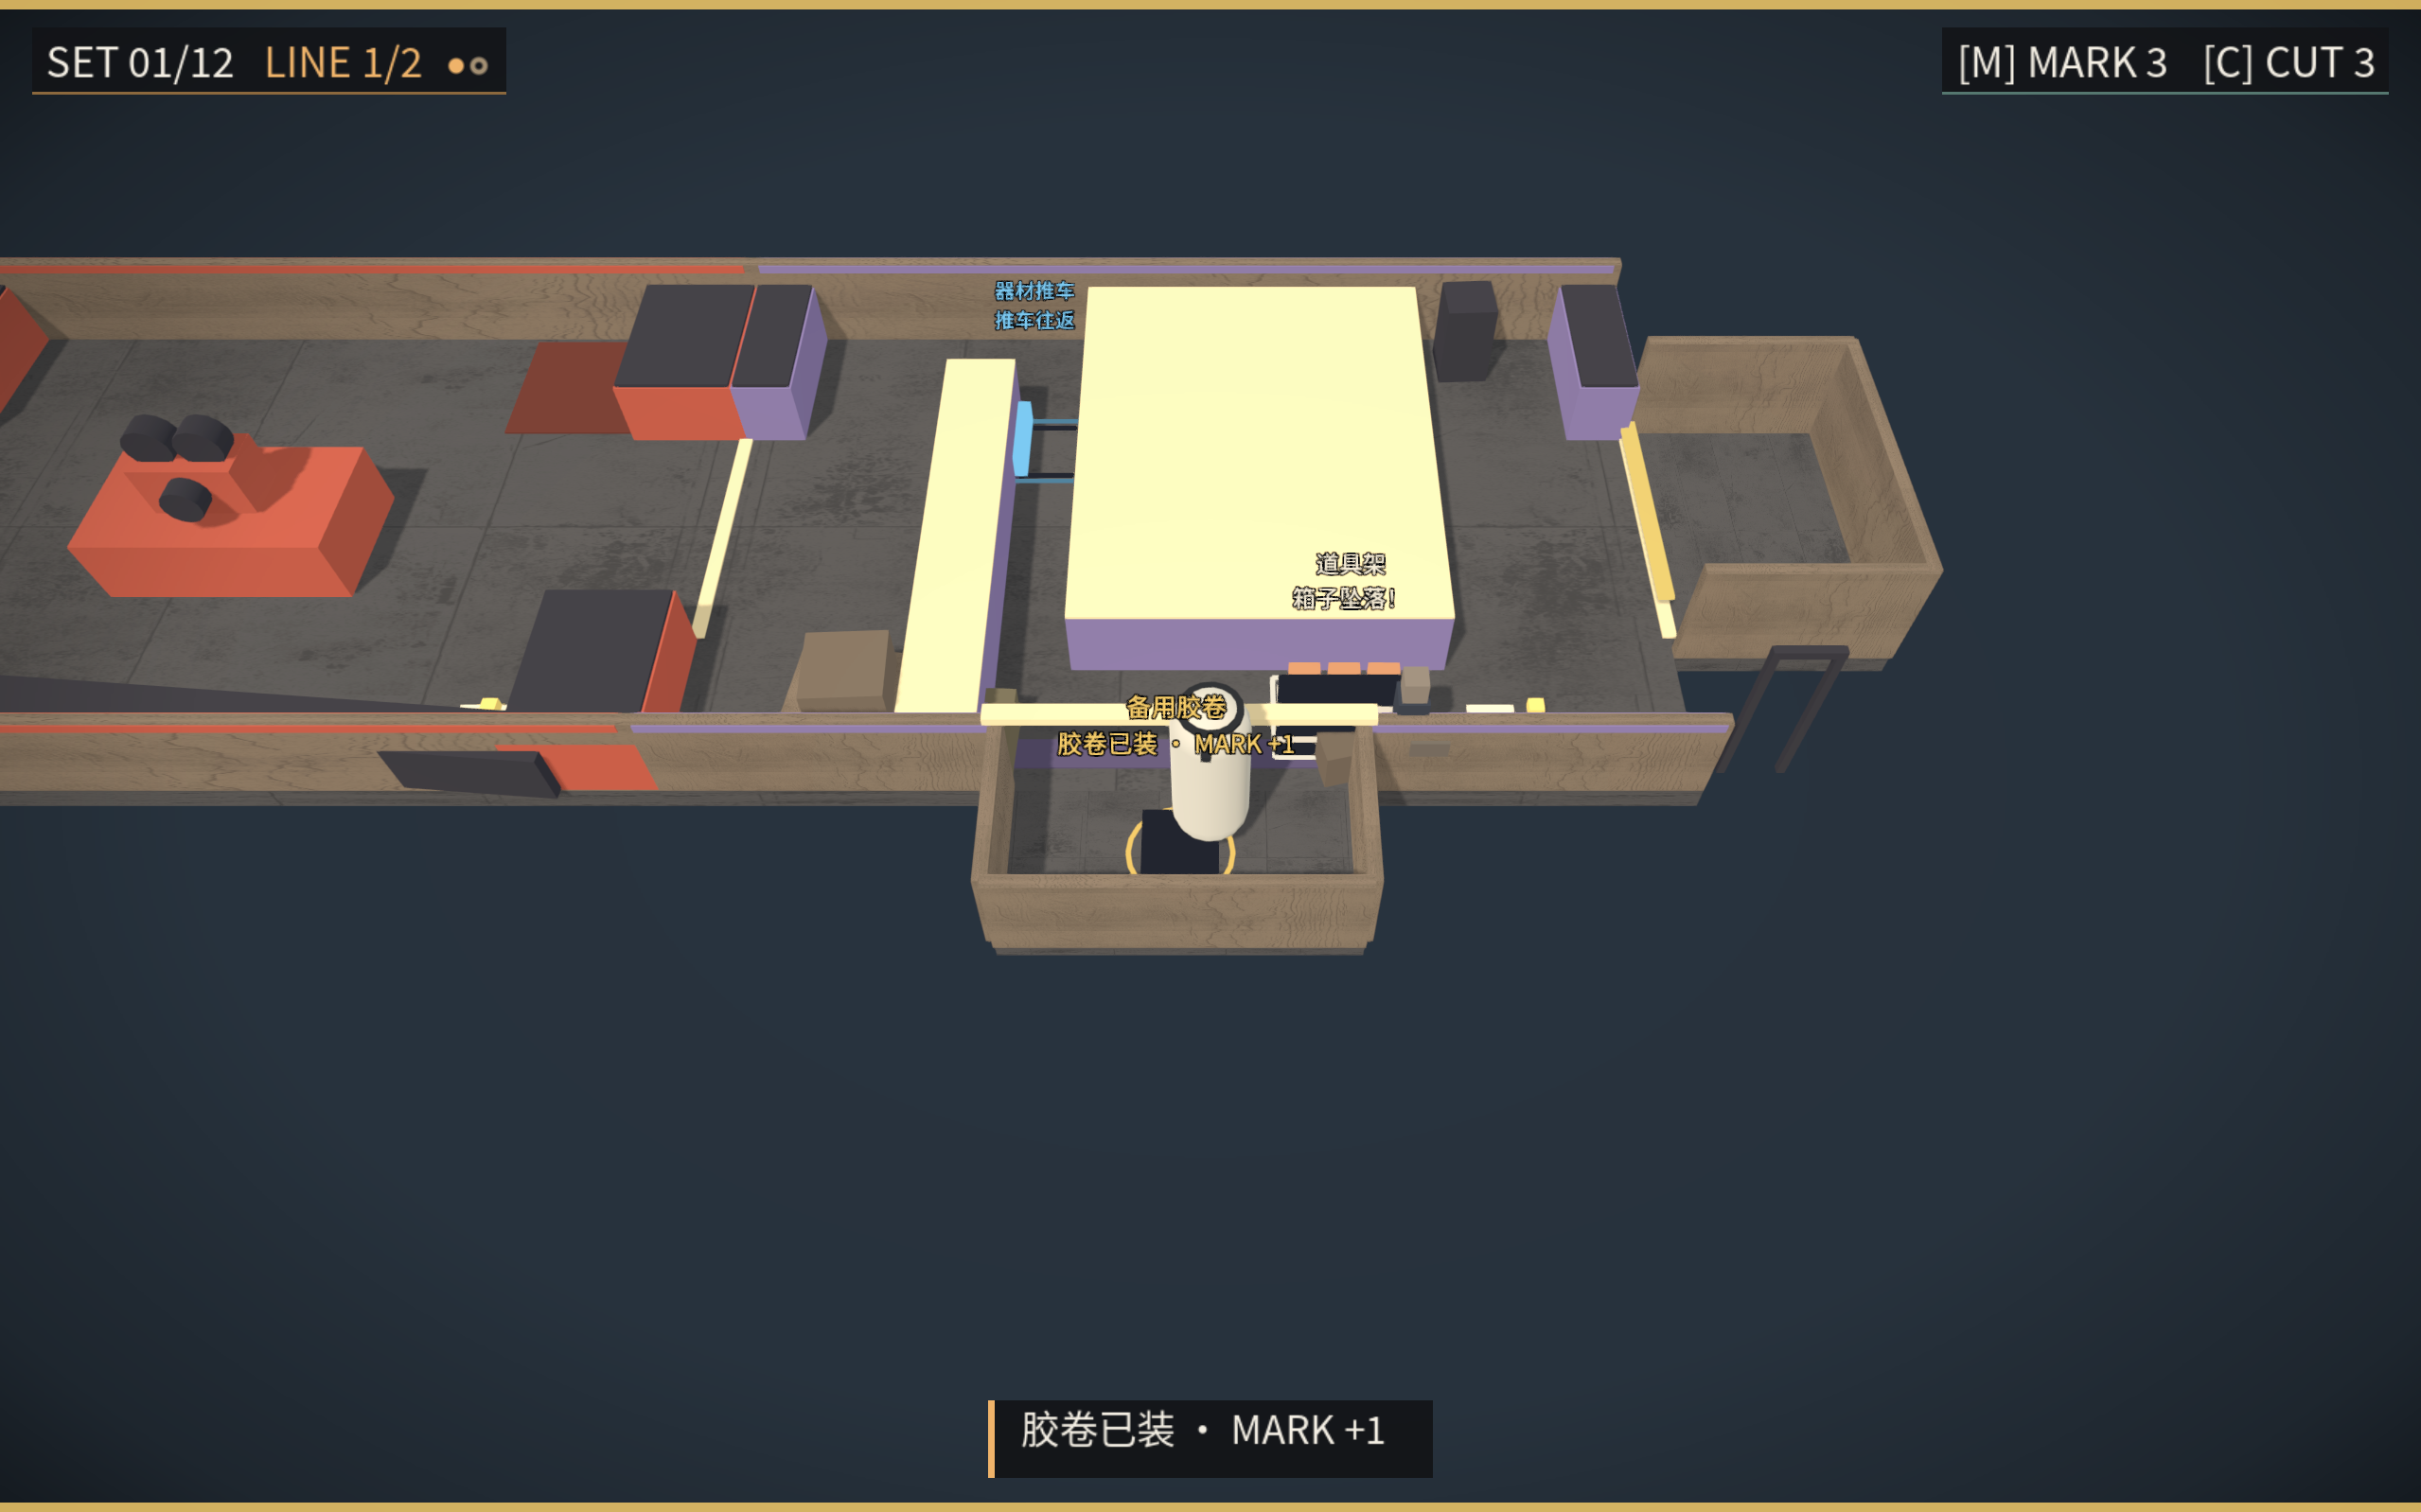 SET 01/12 LINE 1/2
[M] MARK 3 [C] CUT 3
器材推车
推车往返
道具架
箱子坠落!
备用胶卷
胶卷已装 · MARK +1
胶卷已装 · MARK +1